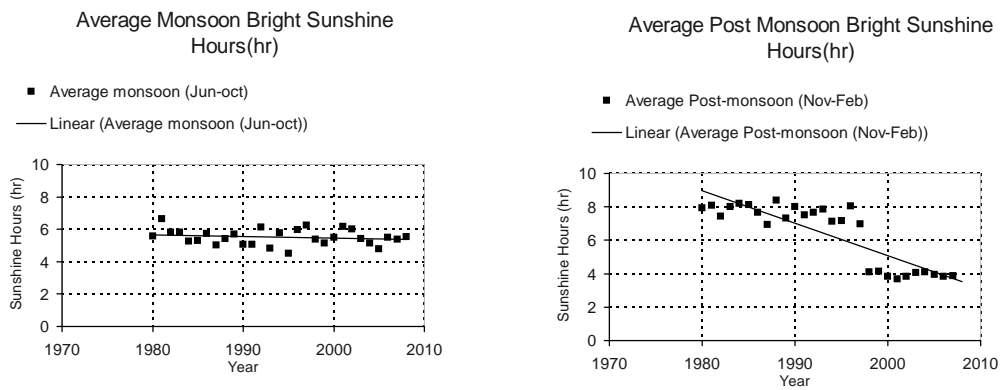 Average Monsoon Bright Sunshine
Hours(hr)
Average monsoon (Jun-oct)
Linear (Average monsoon (Jun-oct))
10
8
6
4
2
0
Sunshine Hours (hr)
1970
1980
1990
2000
2010
Year
Average Post Monsoon Bright Sunshine
Hours(hr)
Average Post-monsoon (Nov-Feb)
Linear (Average Post-monsoon (Nov-Feb))
10
8
6
4
2
0
Sunshine Hours (hr)
1970
1980
1990
2000
2010
Year